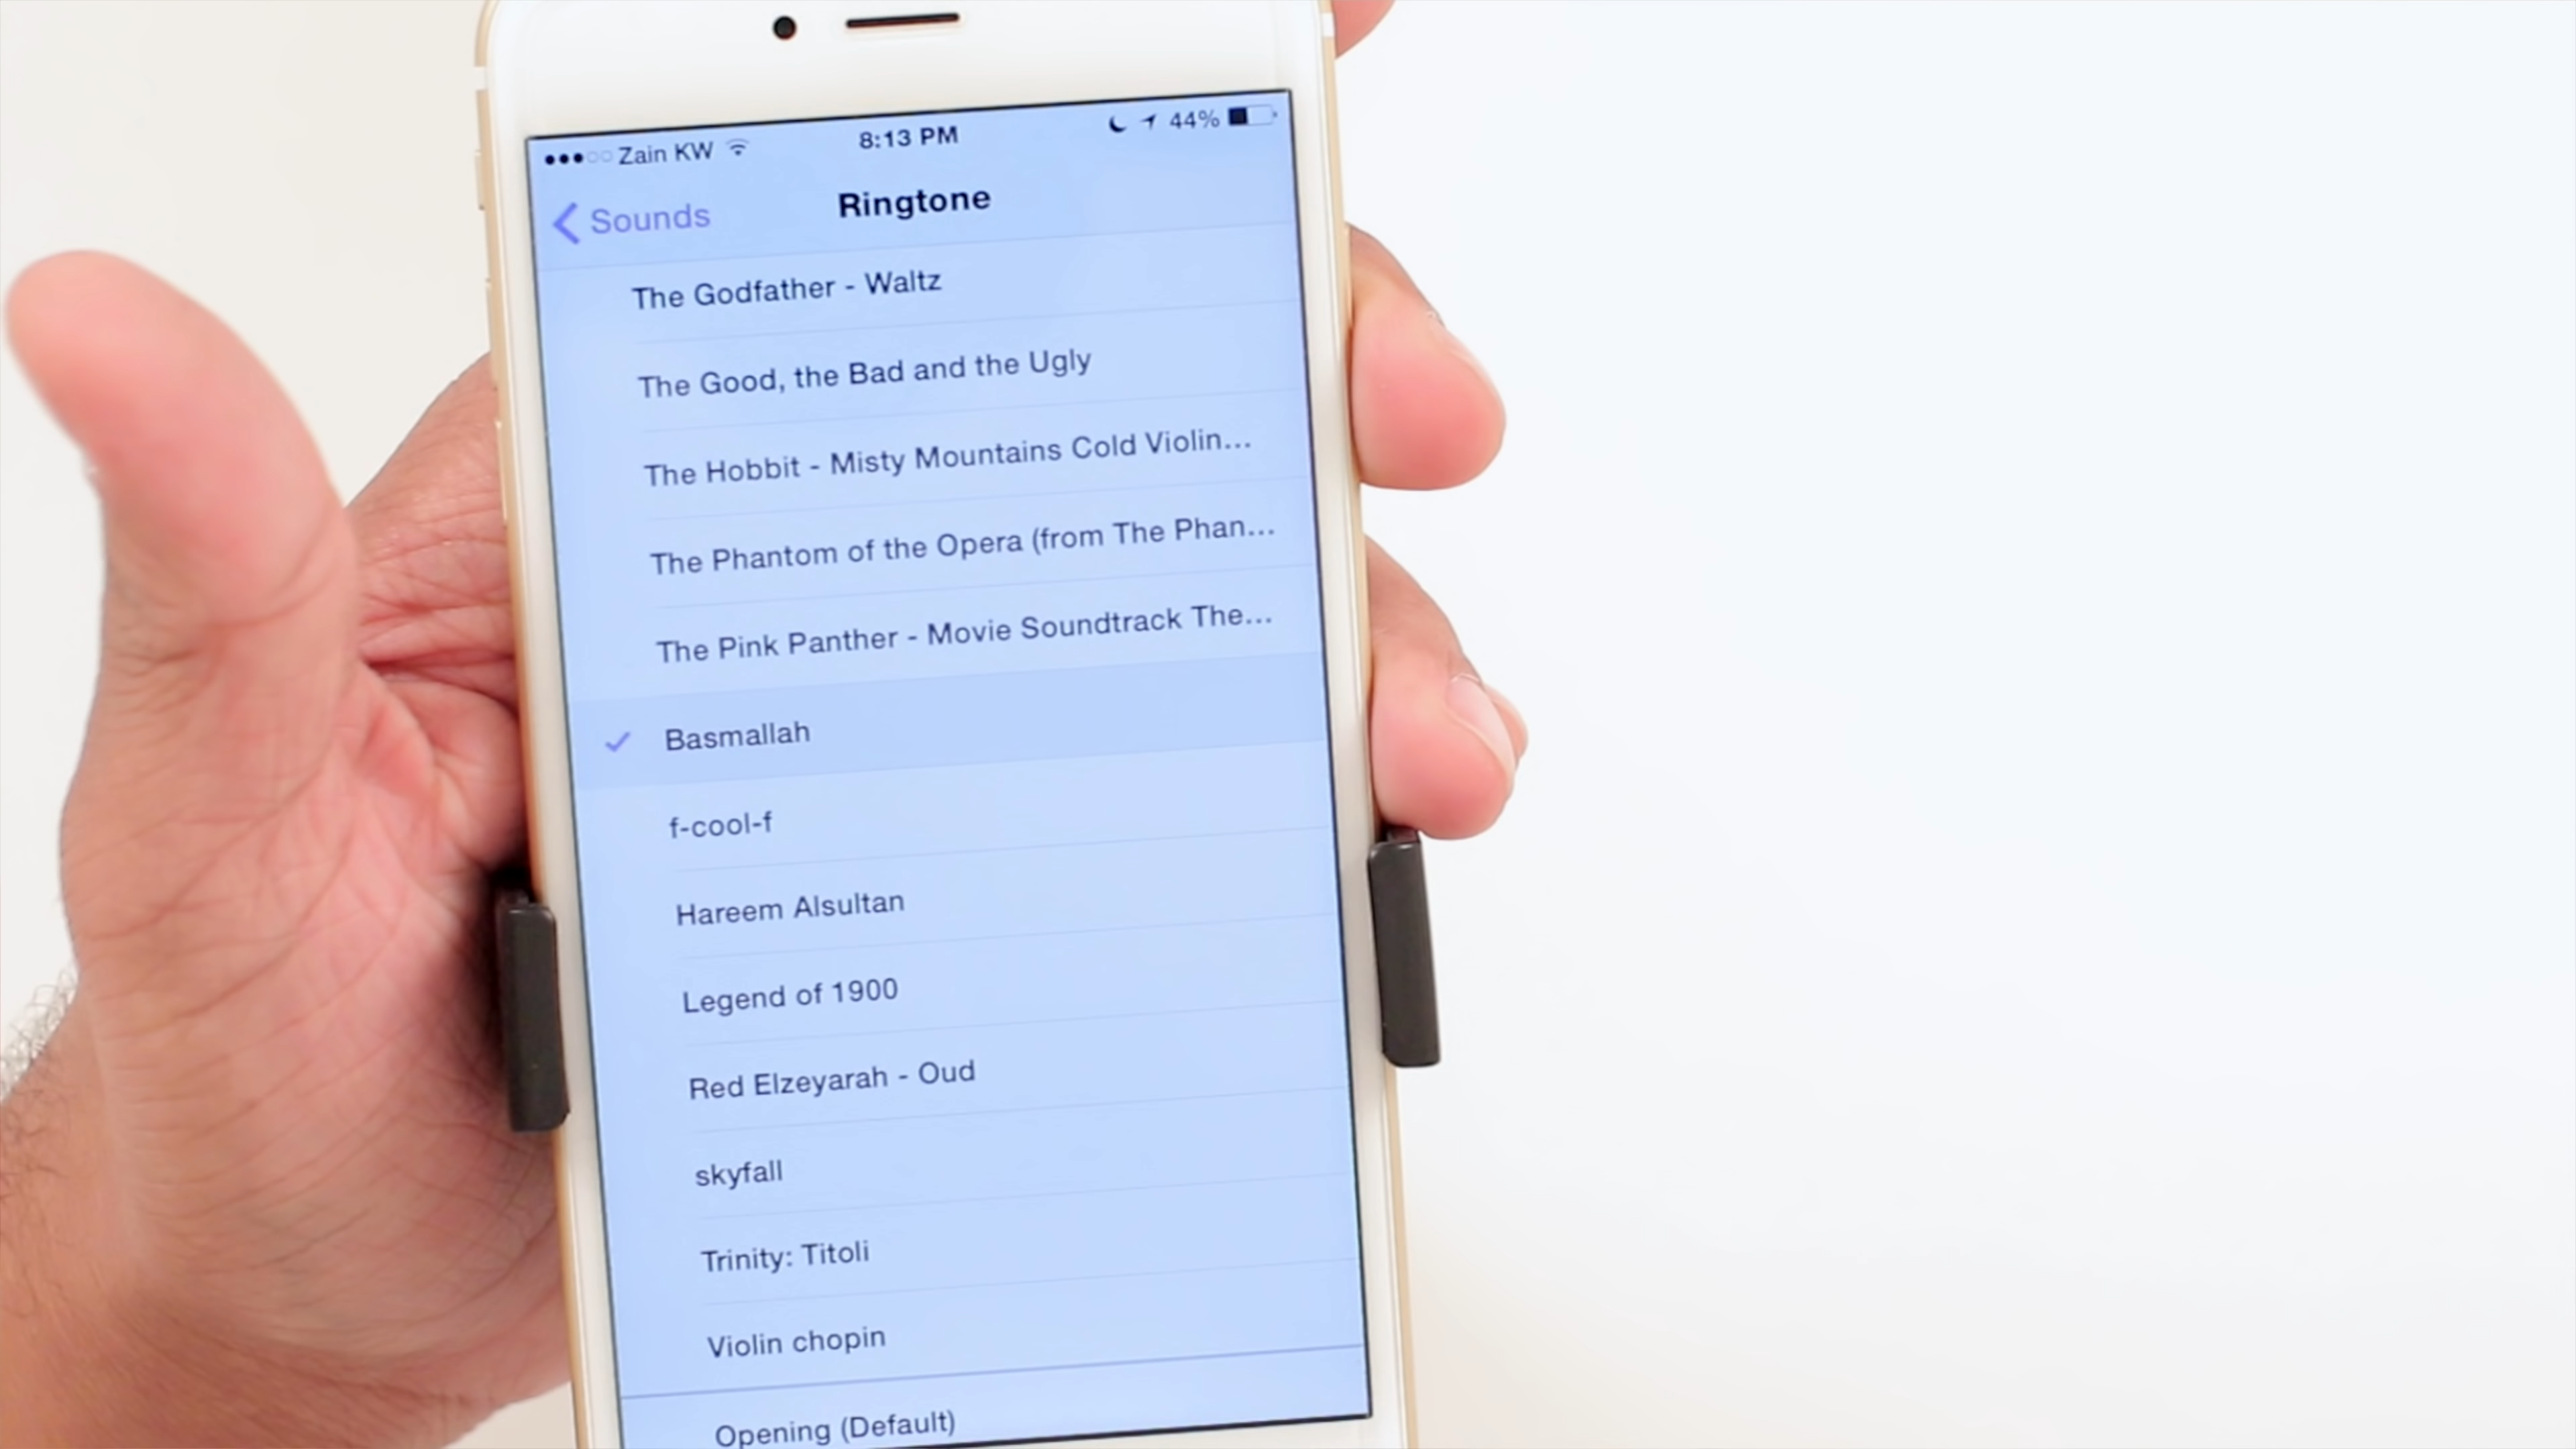 Zain KW 8:13 PM 44%
Sounds Ringtone
The Godfather - Waltz
The Good, the Bad and the Ugly
The Hobbit - Misty Mountains Cold Violin...
The Phantom of the Opera (from The Phan...
The Pink Panther - Movie Soundtrack The...
Basmallah
f-cool-f
Hareem Alsultan
Legend of 1900
Red Elzeyarah - Oud
skyfall
Trinity: Titoli
Violin chopin
Opening (Default)